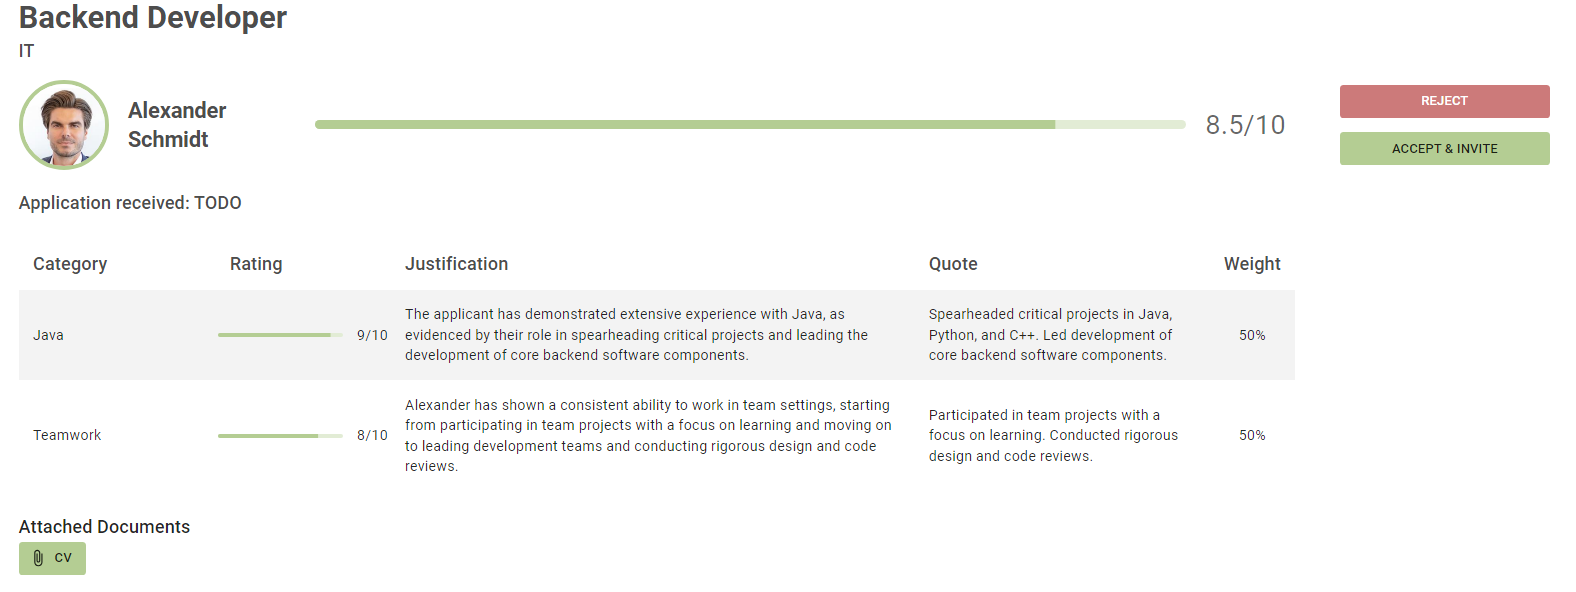 Backend Developer
IT
Alexander
Schmidt
8.5/10
REJECT
ACCEPT & INVITE
Application received: TODO
Category Rating Justification Quote Weight
Java
9/10
The applicant has demonstrated extensive experience with Java, as
evidenced by their role in spearheading critical projects and leading the
development of core backend software components.
Spearheaded critical projects in Java,
Python, and C++. Led development of
core backend software components.
50%
Teamwork
8/10
Alexander has shown a consistent ability to work in team settings, starting
from participating in team projects with a focus on learning and moving on
to leading development teams and conducting rigorous design and code
reviews.
Participated in team projects with a
focus on learning. Conducted rigorous
design and code reviews.
50%
Attached Documents
CV